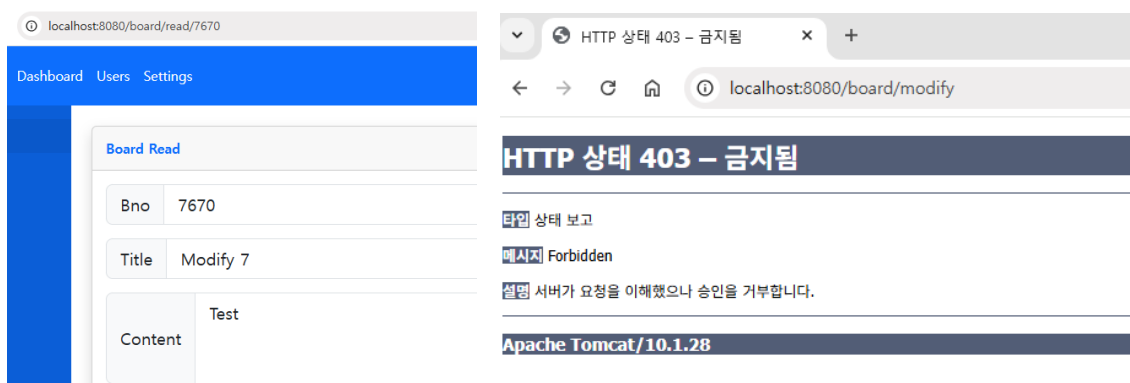 localhost:8080/board/read/7670
Dashboard Users Settings
Board Read
Bno 7670
Title Modify 7
Content Test
HTTP 상태 403 – 금지됨
localhost:8080/board/modify
HTTP 상태 403 – 금지됨
타입 상태 보고
메시지 Forbidden
설명 서버가 요청을 이해했으나 승인을 거부합니다.
Apache Tomcat/10.1.28